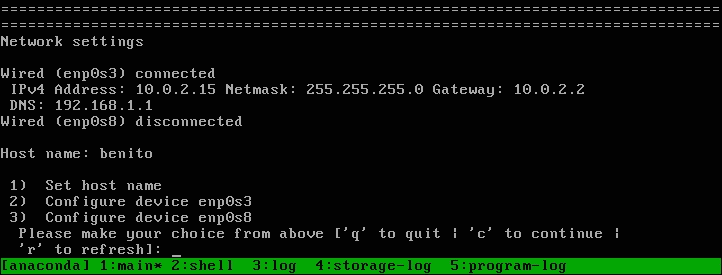 ================================================================================
================================================================================
Network settings
Wired (enp0s3) connected
IPv4 Address: 10.0.2.15 Netmask: 255.255.255.0 Gateway: 10.0.2.2
DNS: 192.168.1.1
Wired (enp0s8) disconnected
Host name: benito
1)  Set host name
2)  Configure device enp0s3
3)  Configure device enp0s8
Please make your choice from above ['q' to quit | 'c' to continue |
'r' to refresh]: _
[anaconda] 1:main* 2:shell  3:log  4:storage-log  5:program-log